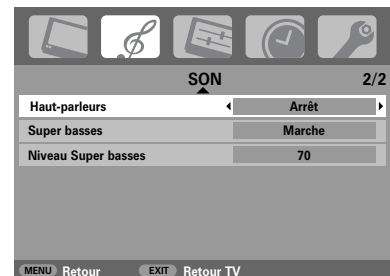 SON 2/2
Haut-parleurs Arrêt
Super basses Marche
Niveau Super basses 70
MENU Retour EXIT Retour TV